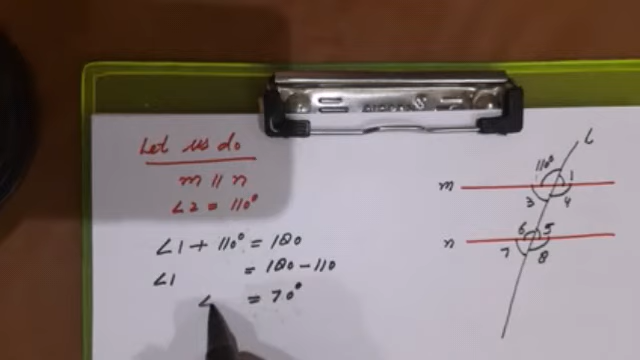 Let us do
m || n
∠2 = 110°
∠1 + 110° = 180
∠1 = 180 - 110
∠ = 70°
l
110° 1
m
3 4
6 5
n
7 8